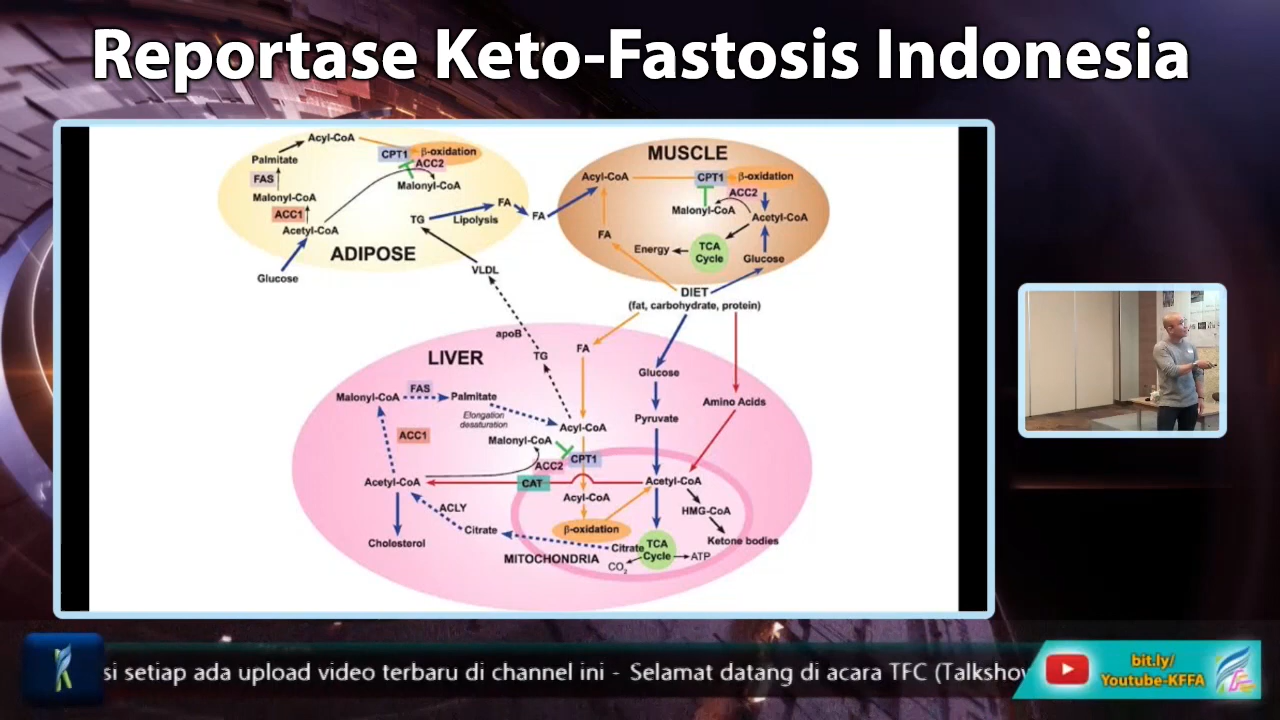 Reportase Keto-Fastosis Indonesia
Acyl-CoA
Palmitate
FAS
Malonyl-CoA
ACC1
Acetyl-CoA
Glucose
CPT1
β-oxidation
ACC2
Malonyl-CoA
TG
Lipolysis
FA
FA
ADIPOSE
VLDL
MUSCLE
Acyl-CoA
CPT1
β-oxidation
ACC2
Malonyl-CoA
Acetyl-CoA
FA
Energy
TCA
Cycle
Glucose
DIET
(fat, carbohydrate, protein)
apoB
TG
LIVER
FA
Glucose
Pyruvate
Amino Acids
Malonyl-CoA
FAS
Palmitate
Elongation
desaturation
Acyl-CoA
ACC1
Malonyl-CoA
ACC2
CPT1
Acetyl-CoA
CAT
Acyl-CoA
Acetyl-CoA
HMG-CoA
Ketone bodies
ACLY
Citrate
β-oxidation
Cholesterol
MITOCHONDRIA
Citrate
TCA
Cycle
ATP
CO2
si setiap ada upload video terbaru di channel ini - Selamat datang di acara TFC (Talkshow
bit.ly/
Youtube-KFFA